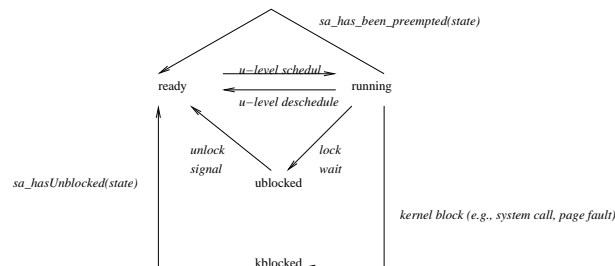 sa_has_been_preempted(state)
u-level schedul
ready
running
u-level deschedule
unlock
lock
signal
wait
ublocked
sa_hasUnblocked(state)
kernel block (e.g., system call, page fault)
kblocked